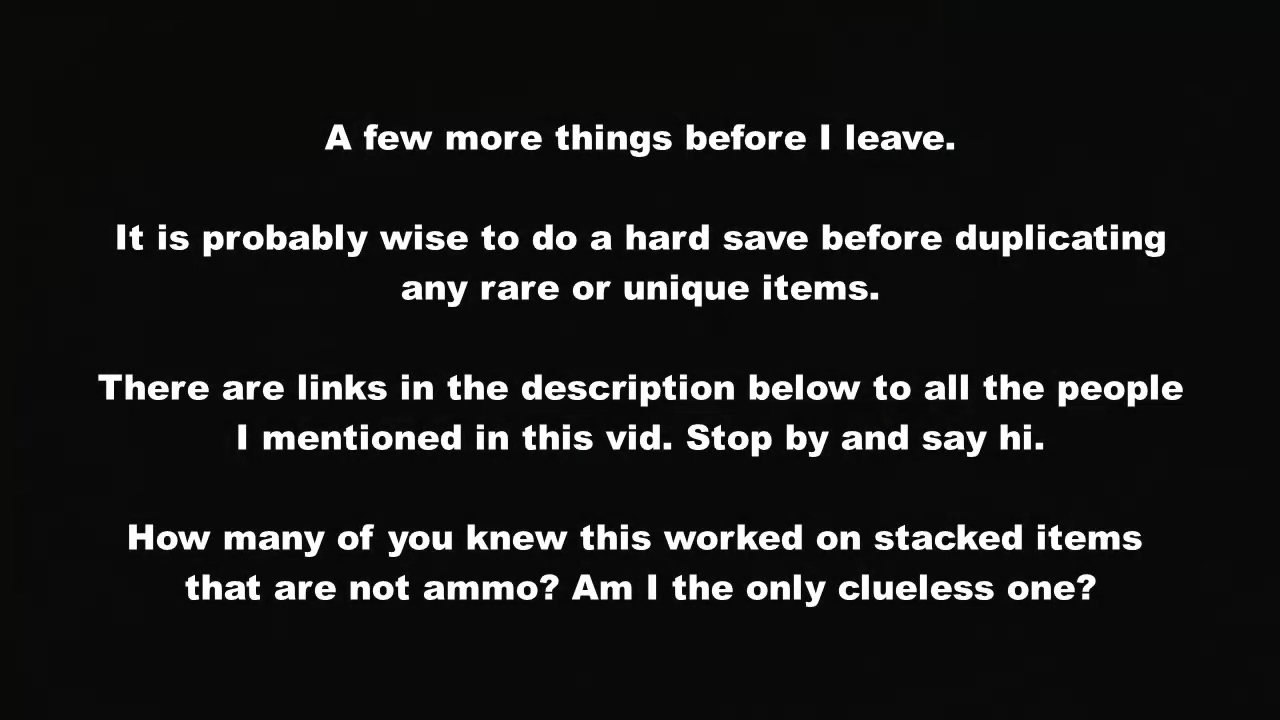 A few more things before I leave.
It is probably wise to do a hard save before duplicating
any rare or unique items.
There are links in the description below to all the people
I mentioned in this vid. Stop by and say hi.
How many of you knew this worked on stacked items
that are not ammo? Am I the only clueless one?